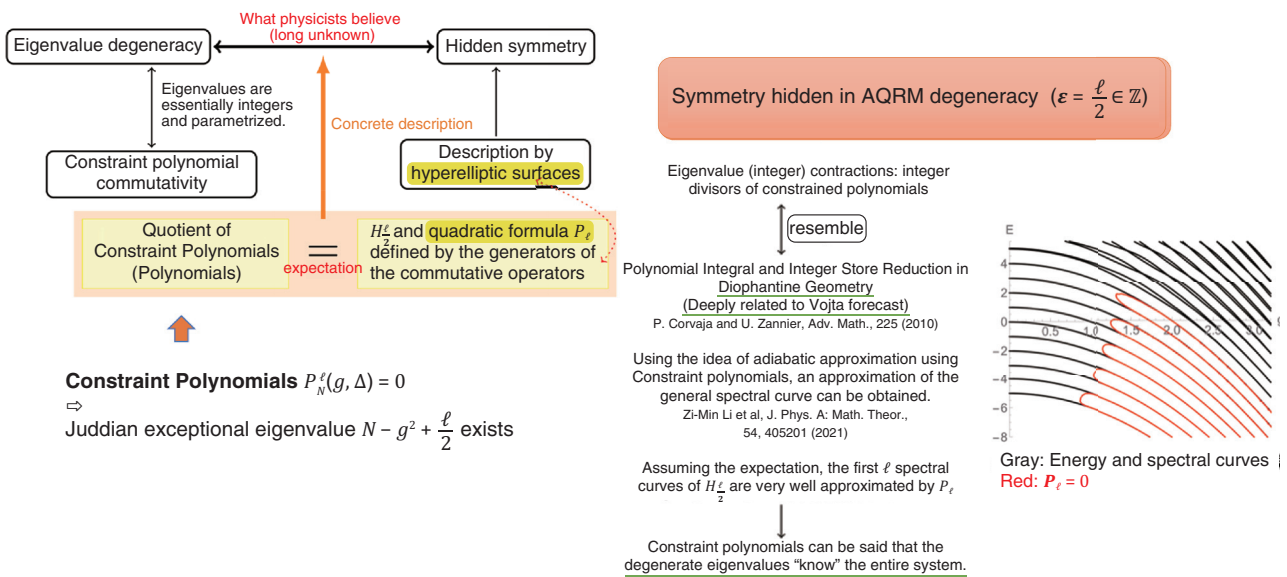 What physicists believe
(long unknown)
Eigenvalue degeneracy
Hidden symmetry
Eigenvalues are
essentially integers
and parametrized.
Concrete description
Constraint polynomial
commutativity
Description by
hyperelliptic surfaces
Quotient of
Constraint Polynomials
(Polynomials)
=
expectation
H_{ℓ/2} and quadratic formula P_ℓ
defined by the generators of
the commutative operators
Constraint Polynomials P_N^ℓ(g, Δ) = 0
⇨
Juddian exceptional eigenvalue N − g² + ℓ/2 exists
Symmetry hidden in AQRM degeneracy (ε = ℓ/2 ∈ ℤ)
Eigenvalue (integer) contractions: integer
divisors of constrained polynomials
resemble
Polynomial Integral and Integer Store Reduction in
Diophantine Geometry
(Deeply related to Vojta forecast)
P. Corvaja and U. Zannier, Adv. Math., 225 (2010)
Using the idea of adiabatic approximation using
Constraint polynomials, an approximation of the
general spectral curve can be obtained.
Zi-Min Li et al, J. Phys. A: Math. Theor.,
54, 405201 (2021)
Assuming the expectation, the first ℓ spectral
curves of H_{ℓ/2} are very well approximated by P_ℓ
Constraint polynomials can be said that the
degenerate eigenvalues “know” the entire system.
E
4
2
0
−2
−4
−6
−8
0.5
1.0
1.5
2.0
2.5
3.0
Gray: Energy and spectral curves
Red: P_ℓ = 0